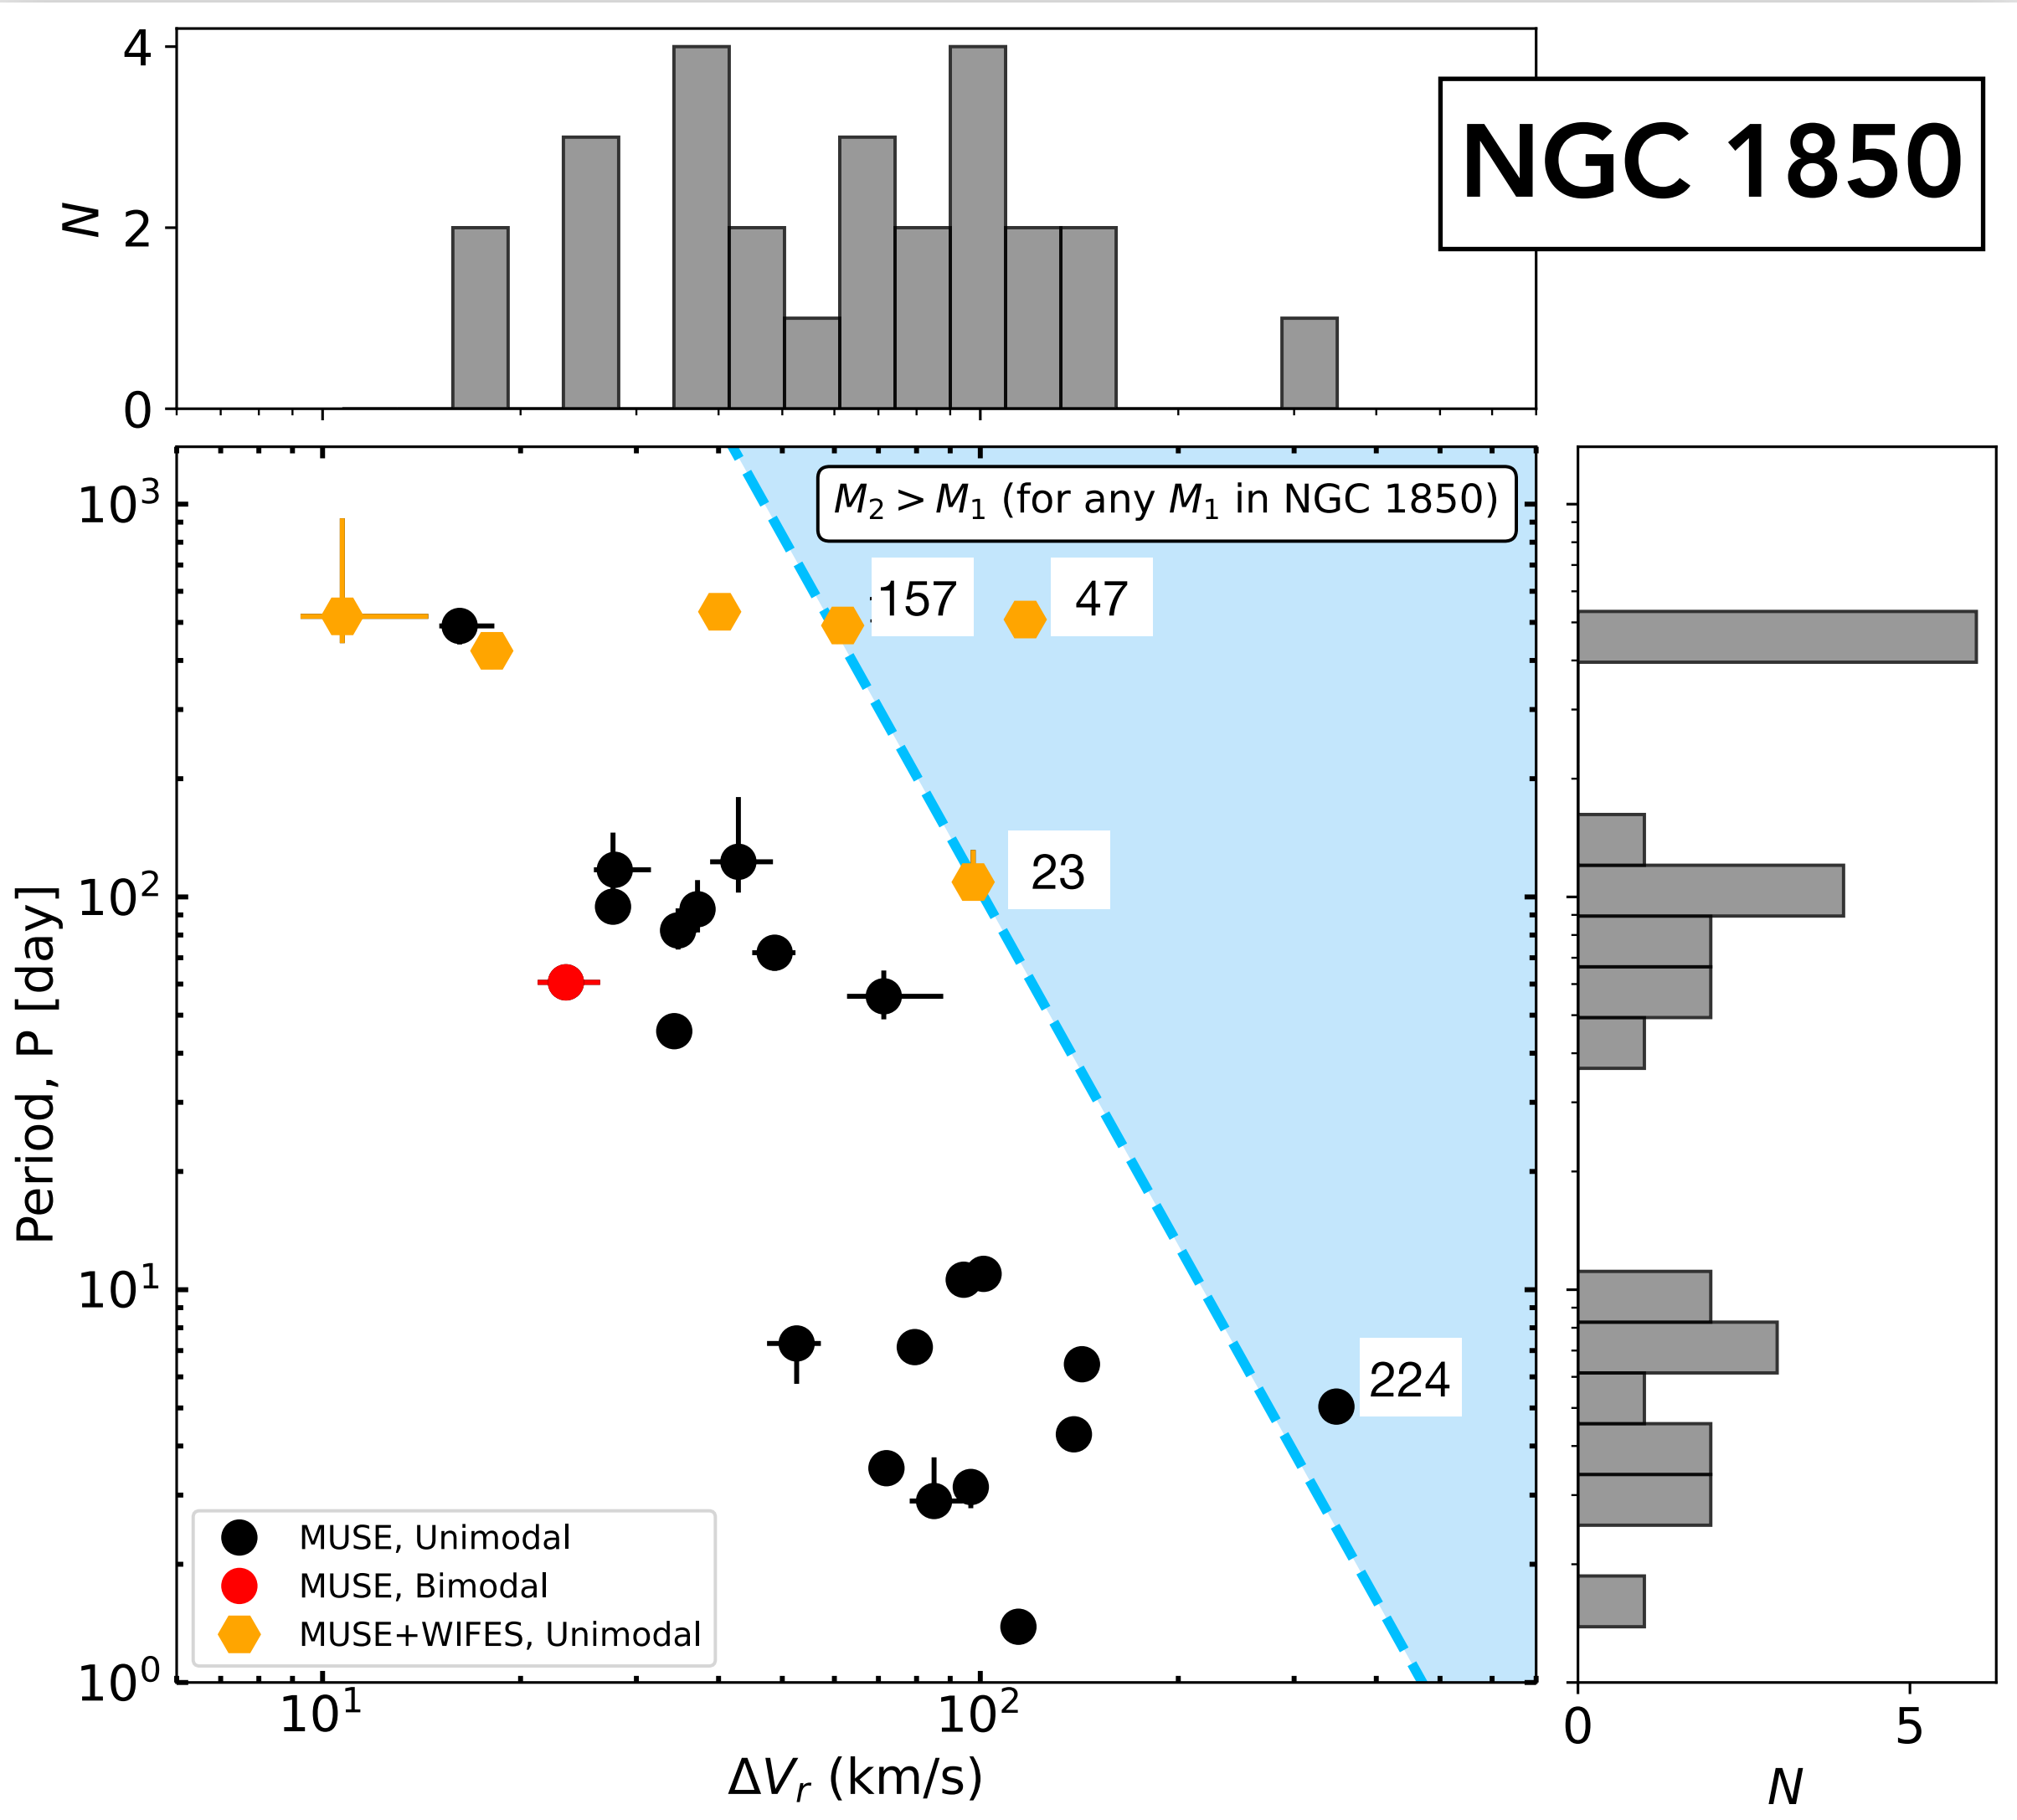 NGC 1850
4
2
0
N
M₂ > M₁ (for any M₁ in NGC 1850)
10³
10²
10¹
10⁰
Period, P [day]
157
47
23
224
MUSE, Unimodal
MUSE, Bimodal
MUSE+WIFES, Unimodal
10¹ 10²
ΔVᵣ (km/s)
0 5
N